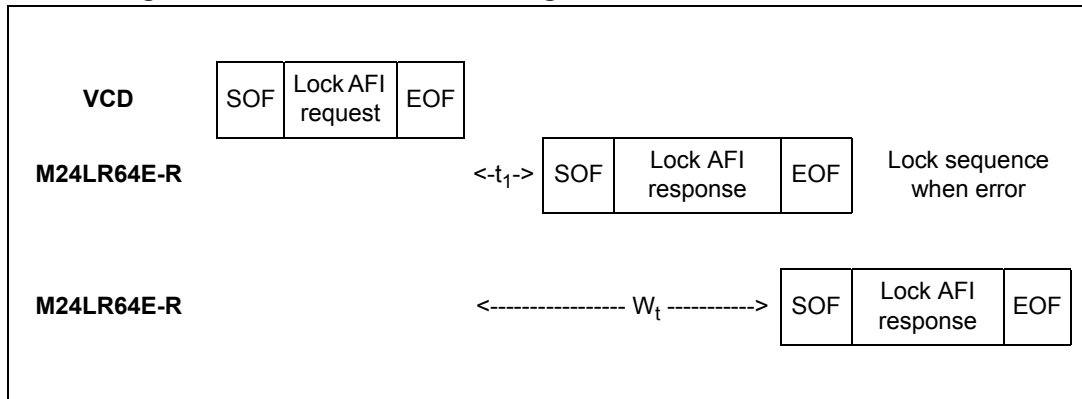 VCD SOF Lock AFI request EOF
M24LR64E-R <-t1-> SOF Lock AFI response EOF Lock sequence when error
M24LR64E-R <----------------- Wt -----------> SOF Lock AFI response EOF